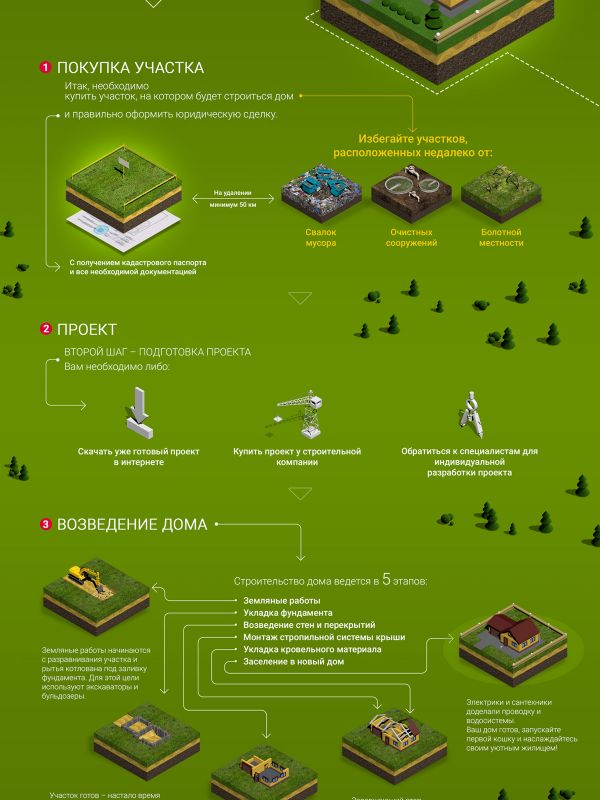 1 ПОКУПКА УЧАСТКА
Итак, необходимо
купить участок, на котором будет строиться дом
и правильно оформить юридическую сделку.
Избегайте участков,
расположенных недалеко от:
На удалении
минимум 50 км
Свалок
мусора
Очистных
сооружений
Болотной
местности
С получением кадастрового паспорта
и все необходимой документацией
2 ПРОЕКТ
ВТОРОЙ ШАГ – ПОДГОТОВКА ПРОЕКТА
Вам необходимо либо:
Скачать уже готовый проект
в интернете
Купить проект у строительной
компании
Обратиться к специалистам для
индивидуальной
разработки проекта
3 ВОЗВЕДЕНИЕ ДОМА
Строительство дома ведется в 5 этапов:
Земляные работы
Укладка фундамента
Возведение стен и перекрытий
Монтаж стропильной системы крыши
Укладка кровельного материала
Заселение в новый дом
Земляные работы начинаются
с разравнивания участка и
рытья котлована под заливку
фундамента. Для этой цели
используют экскаваторы и
бульдозеры.
Электрики и сантехники
доделали проводку и
водосистемы.
Ваш дом готов, запускайте
первой кошку и наслаждайтесь
своим уютным жилищем!
Участок готов – настало время